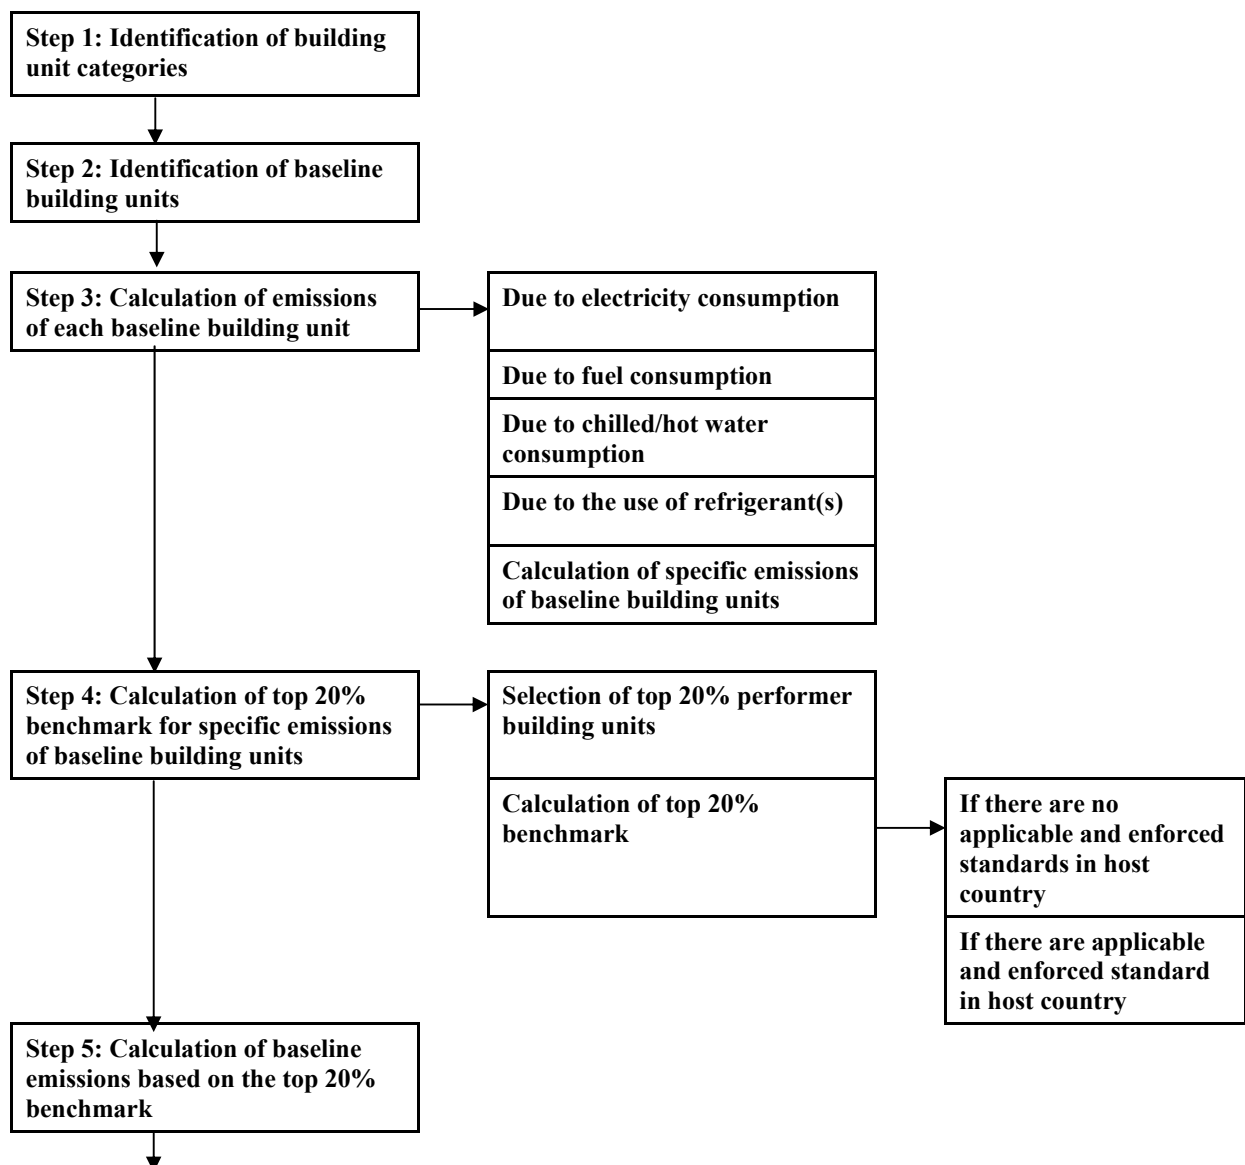 Step 1: Identification of building
unit categories
Step 2: Identification of baseline
building units
Step 3: Calculation of emissions
of each baseline building unit
Due to electricity consumption
Due to fuel consumption
Due to chilled/hot water
consumption
Due to the use of refrigerant(s)
Calculation of specific emissions
of baseline building units
Step 4: Calculation of top 20%
benchmark for specific emissions
of baseline building units
Selection of top 20% performer
building units
Calculation of top 20%
benchmark
If there are no
applicable and enforced
standards in host
country
If there are applicable
and enforced standard
in host country
Step 5: Calculation of baseline
emissions based on the top 20%
benchmark